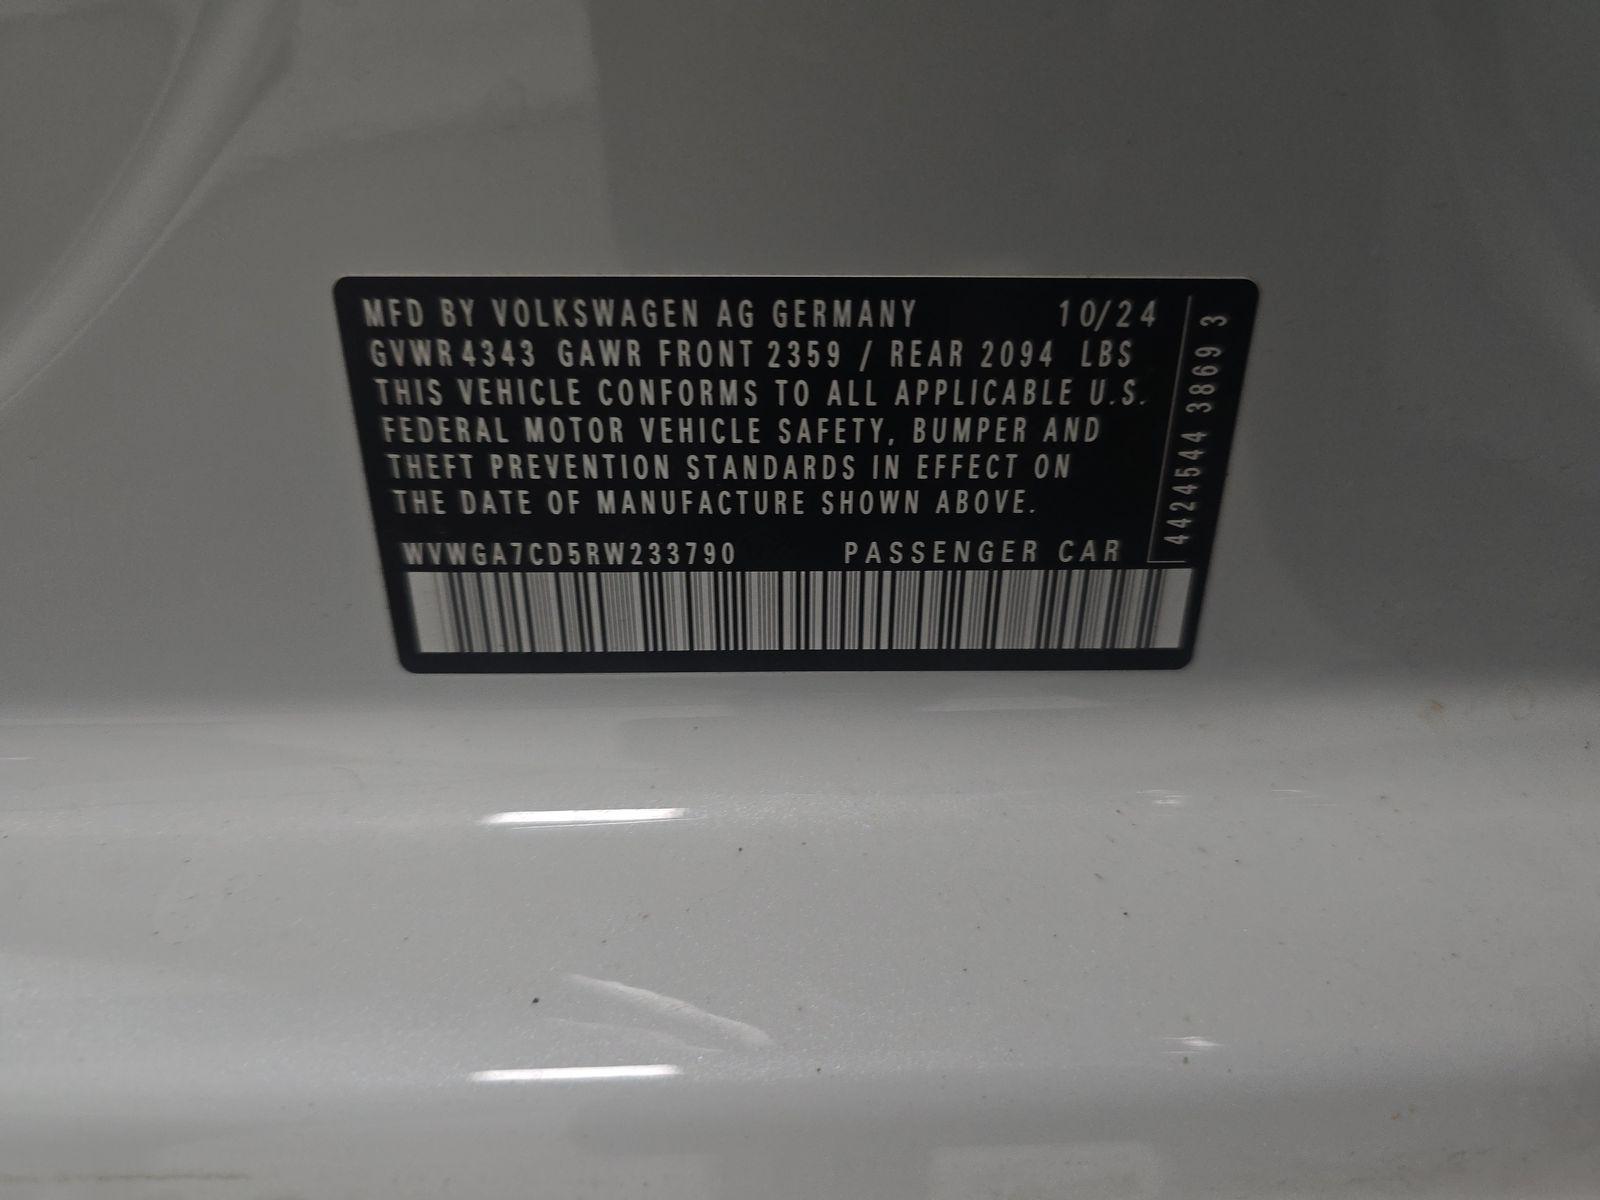 MFD BY VOLKSWAGEN AG GERMANY 10/24
GVWR 4343 GAWR FRONT 2359 / REAR 2094 LBS
THIS VEHICLE CONFORMS TO ALL APPLICABLE U.S.
FEDERAL MOTOR VEHICLE SAFETY, BUMPER AND
THEFT PREVENTION STANDARDS IN EFFECT ON
THE DATE OF MANUFACTURE SHOWN ABOVE.
WVWGA7CD5RW233790 PASSENGER CAR
4424544 3869 3